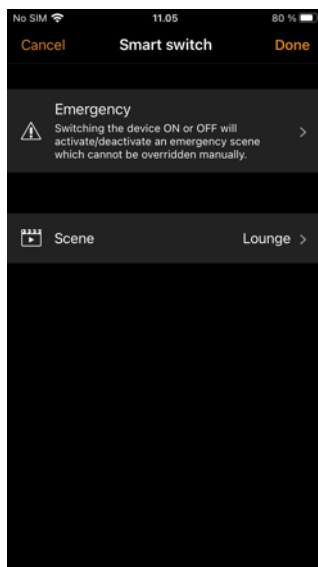 No SIM 11.05 80 %
Cancel Smart switch Done
Emergency
Switching the device ON or OFF will
activate/deactivate an emergency scene
which cannot be overridden manually.
Scene Lounge